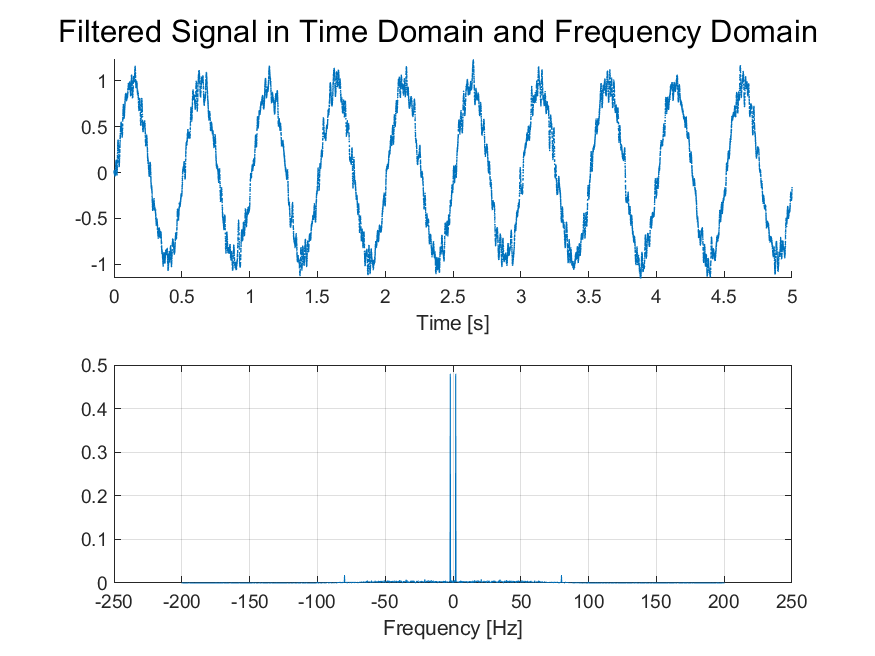 Filtered Signal in Time Domain and Frequency Domain
1
0.5
0
-0.5
-1
0 0.5 1 1.5 2 2.5 3 3.5 4 4.5 5
Time [s]
0.5
0.4
0.3
0.2
0.1
0
-250 -200 -150 -100 -50 0 50 100 150 200 250
Frequency [Hz]